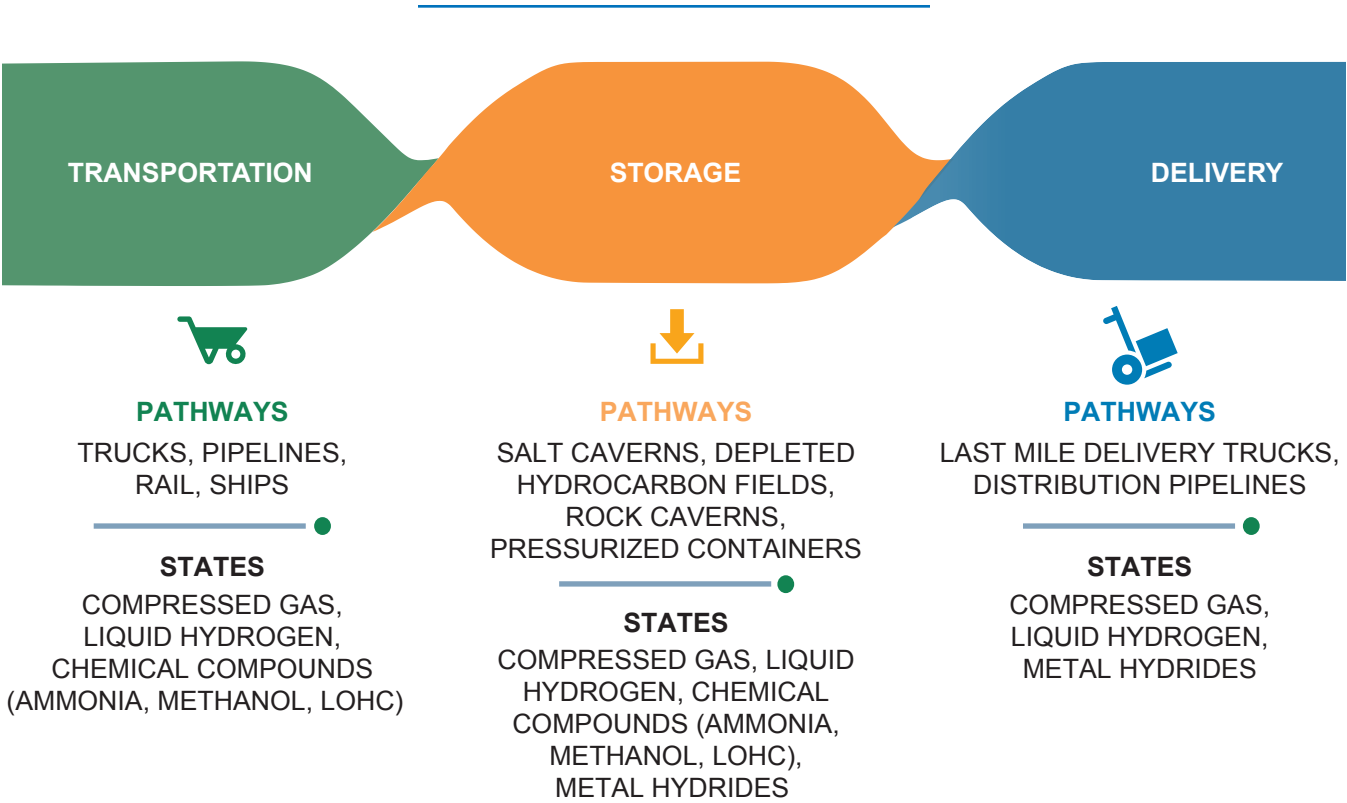 TRANSPORTATION
STORAGE
DELIVERY
PATHWAYS
TRUCKS, PIPELINES,
RAIL, SHIPS
STATES
COMPRESSED GAS,
LIQUID HYDROGEN,
CHEMICAL COMPOUNDS
(AMMONIA, METHANOL, LOHC)
PATHWAYS
SALT CAVERNS, DEPLETED
HYDROCARBON FIELDS,
ROCK CAVERNS,
PRESSURIZED CONTAINERS
STATES
COMPRESSED GAS, LIQUID
HYDROGEN, CHEMICAL
COMPOUNDS (AMMONIA,
METHANOL, LOHC),
METAL HYDRIDES
PATHWAYS
LAST MILE DELIVERY TRUCKS,
DISTRIBUTION PIPELINES
STATES
COMPRESSED GAS,
LIQUID HYDROGEN,
METAL HYDRIDES